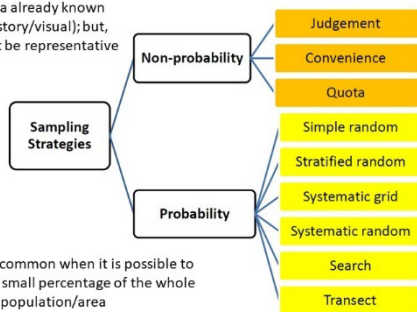 a already known
story/visual); but,
t be representative
Sampling
Strategies
Non-probability
Judgement
Convenience
Quota
Probability
Simple random
Stratified random
Systematic grid
Systematic random
Search
Transect
common when it is possible to
small percentage of the whole
population/area